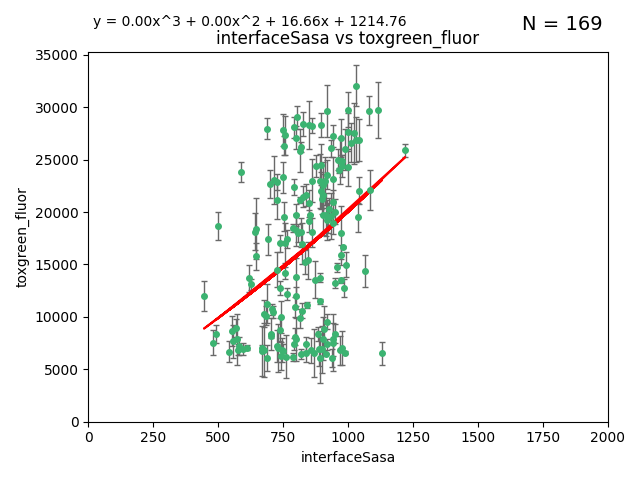 y = 0.00x^3 + 0.00x^2 + 16.66x + 1214.76
N = 169
interfaceSasa vs toxgreen_fluor
35000
30000
25000
20000
15000
10000
5000
0
toxgreen_fluor
0 250 500 750 1000 1250 1500 1750 2000
interfaceSasa